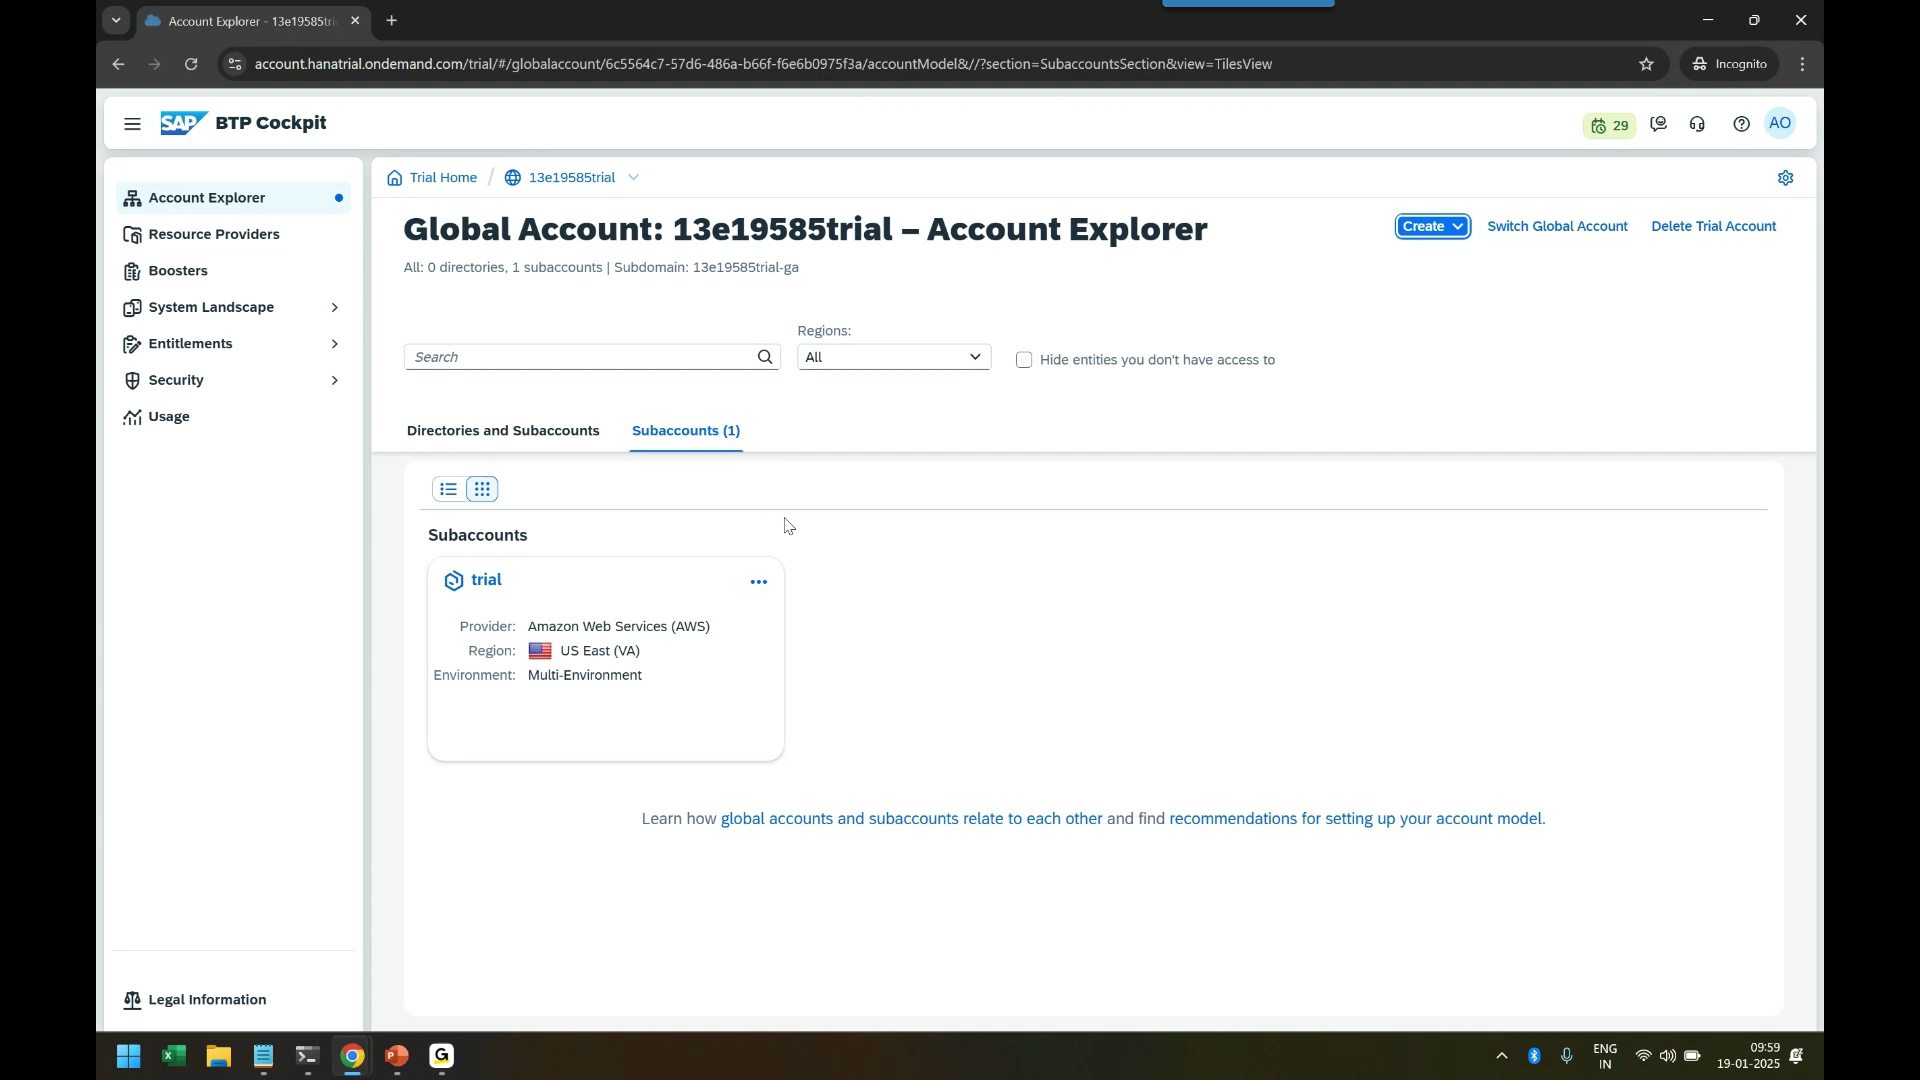 Account Explorer - 13e19585tri
account.hanatrial.ondemand.com/trial/#/globalaccount/6c5564c7-57d6-486a-b66f-f6e6b0975f3a/accountModel&//?section=SubaccountsSection&view=TilesView
Incognito
SAP BTP Cockpit
29
AO
Account Explorer
Resource Providers
Boosters
System Landscape
Entitlements
Security
Usage
Legal Information
Trial Home / 13e19585trial
Global Account: 13e19585trial – Account Explorer
Create
Switch Global Account
Delete Trial Account
All: 0 directories, 1 subaccounts | Subdomain: 13e19585trial-ga
Regions:
Search
All
Hide entities you don't have access to
Directories and Subaccounts
Subaccounts (1)
Subaccounts
trial
Provider: Amazon Web Services (AWS)
Region: US East (VA)
Environment: Multi-Environment
Learn how global accounts and subaccounts relate to each other and find recommendations for setting up your account model.
ENG
IN
09:59
19-01-2025